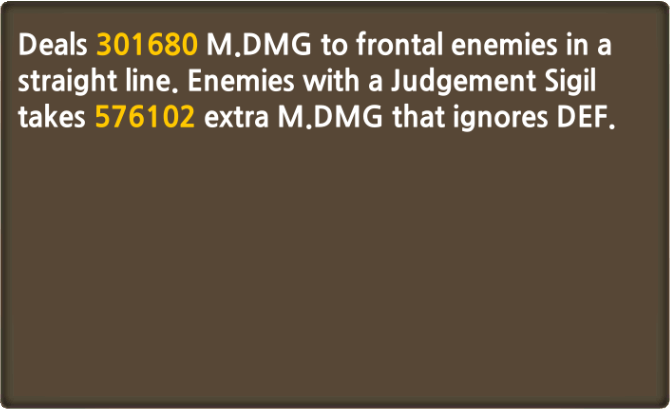 Deals 301680 M.DMG to frontal enemies in a
straight line. Enemies with a Judgement Sigil
takes 576102 extra M.DMG that ignores DEF.